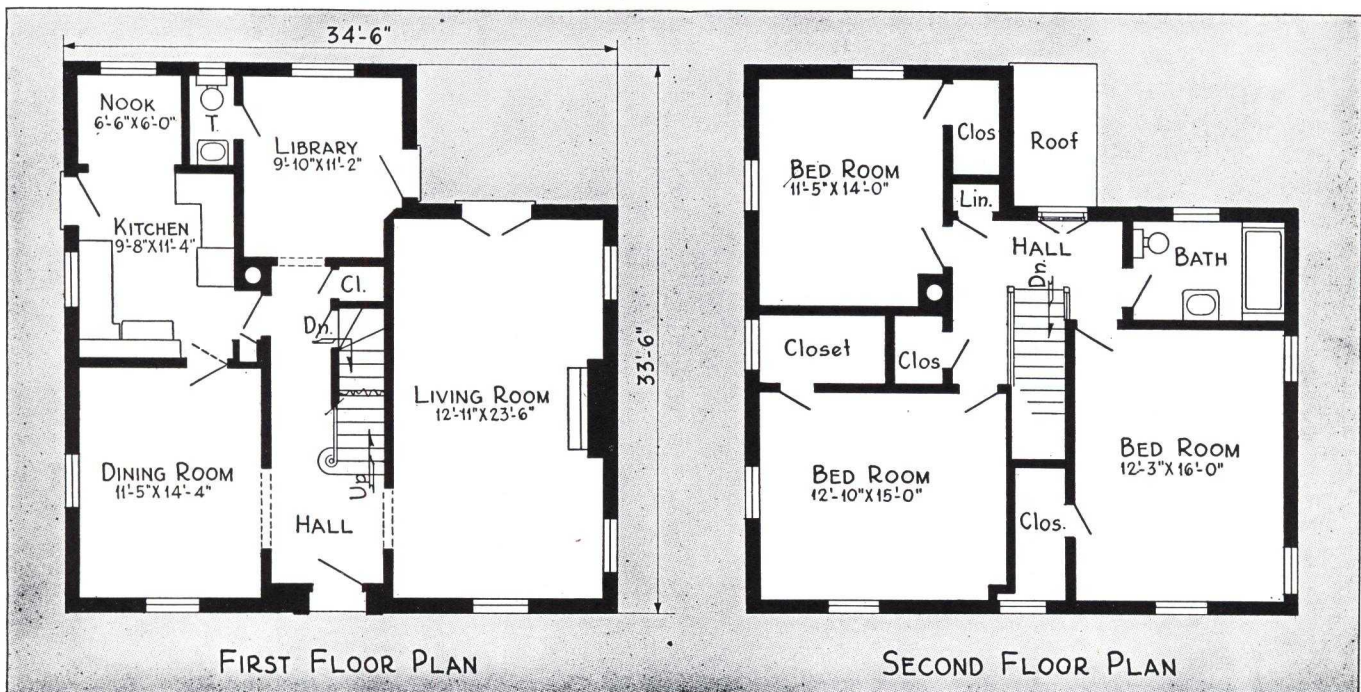 34'-6"
NOOK
6'-6"X6'-0"
T.
LIBRARY
9'-10"X11'-2"
KITCHEN
9'-8"X11'-4"
Cl.
Dn.
LIVING ROOM
12'-11"X23'-6"
DINING ROOM
11'-5"X14'-4"
Up
HALL
33'-6"
FIRST FLOOR PLAN
Clos
Roof
BED ROOM
11'-5"X14'-0"
Lin.
HALL
Dn.
BATH
Closet
Clos
BED ROOM
12'-10"X15'-0"
BED ROOM
12'-3"X16'-0"
Clos.
SECOND FLOOR PLAN